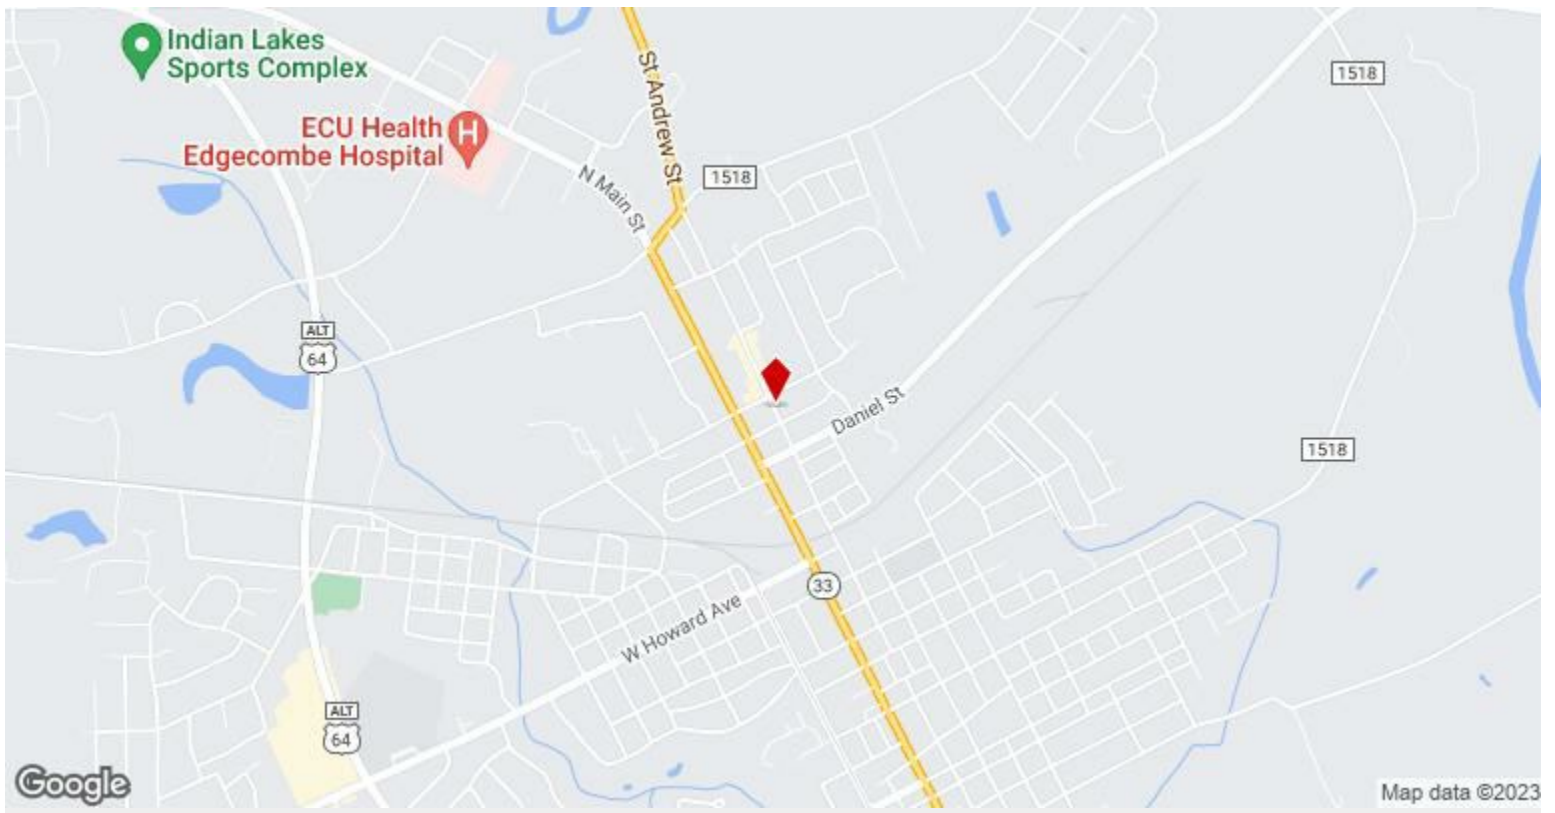 Indian Lakes
Sports Complex
ECU Health
Edgecombe Hospital
H
St Andrew St
1518
1518
N Main St
ALT
64
Daniel St
1518
33
W Howard Ave
ALT
64
Google
Map data ©2023